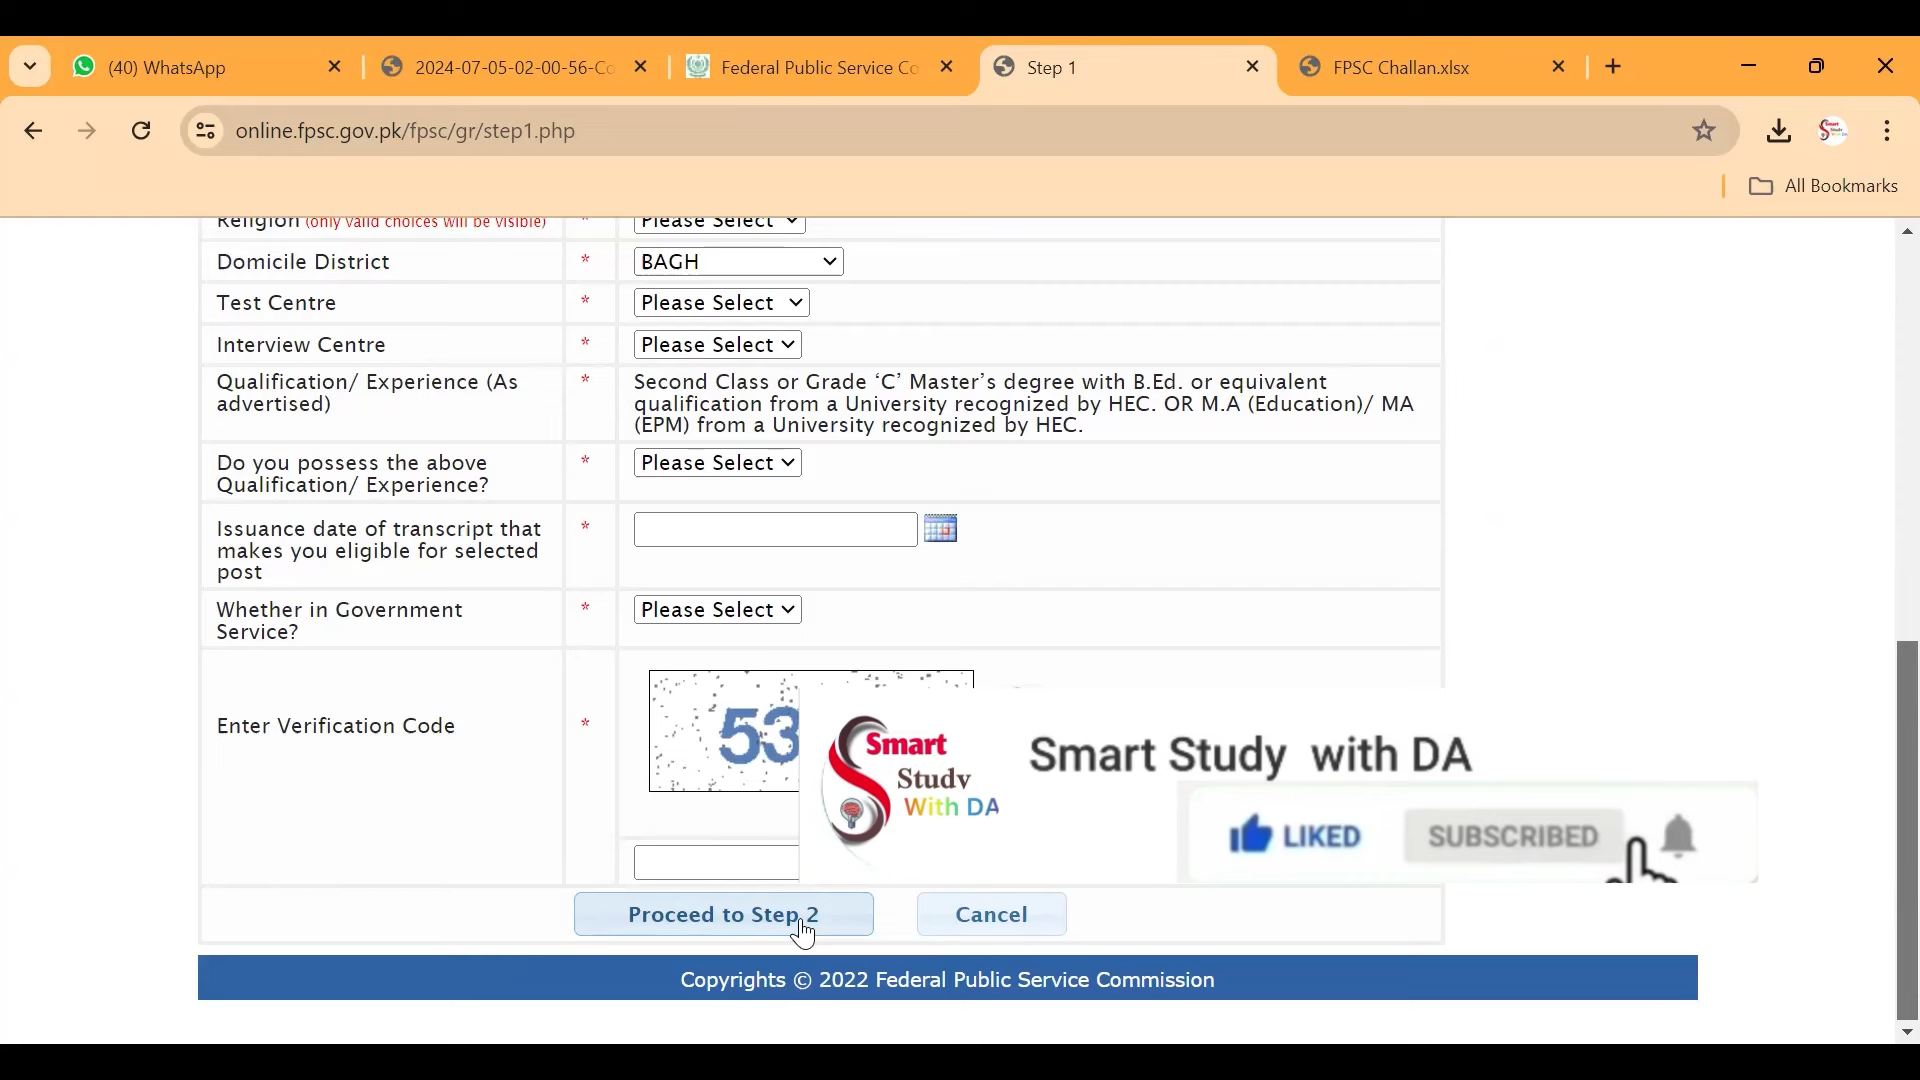 (40) WhatsApp
2024-07-05-02-00-56-Co
Federal Public Service Co
Step 1
FPSC Challan.xlsx
online.fpsc.gov.pk/fpsc/gr/step1.php
All Bookmarks
Religion (only valid choices will be visible) * Please Select
Domicile District * BAGH
Test Centre * Please Select
Interview Centre * Please Select
Qualification/ Experience (As advertised) *
Second Class or Grade ‘C’ Master’s degree with B.Ed. or equivalent
qualification from a University recognized by HEC. OR M.A (Education)/ MA
(EPM) from a University recognized by HEC.
Do you possess the above
Qualification/ Experience? * Please Select
Issuance date of transcript that
makes you eligible for selected
post *
Whether in Government
Service? * Please Select
Enter Verification Code *
53
Smart
Study
With DA
Smart Study with DA
LIKED
SUBSCRIBED
Proceed to Step 2
Cancel
Copyrights © 2022 Federal Public Service Commission